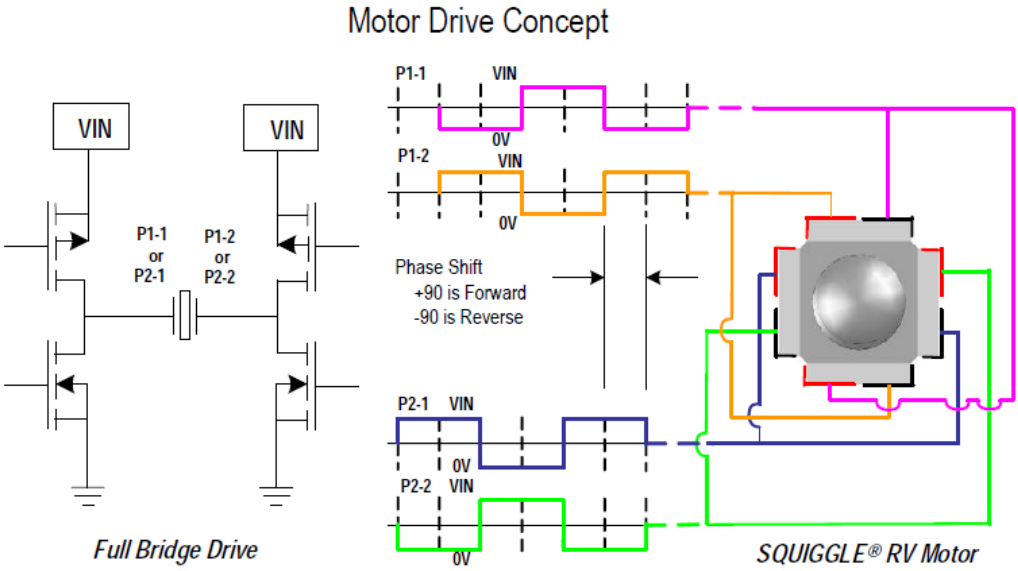 Motor Drive Concept
VIN
VIN
P1-1
or
P2-1
P1-2
or
P2-2
Full Bridge Drive
P1-1
VIN
0V
P1-2
VIN
0V
Phase Shift
+90 is Forward
-90 is Reverse
P2-1
VIN
0V
P2-2
VIN
0V
SQUIGGLE® RV Motor